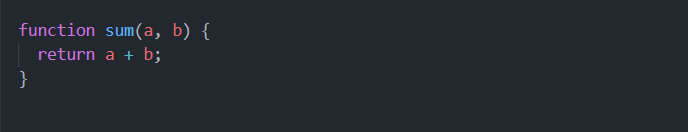 function sum(a, b) {
  return a + b;
}